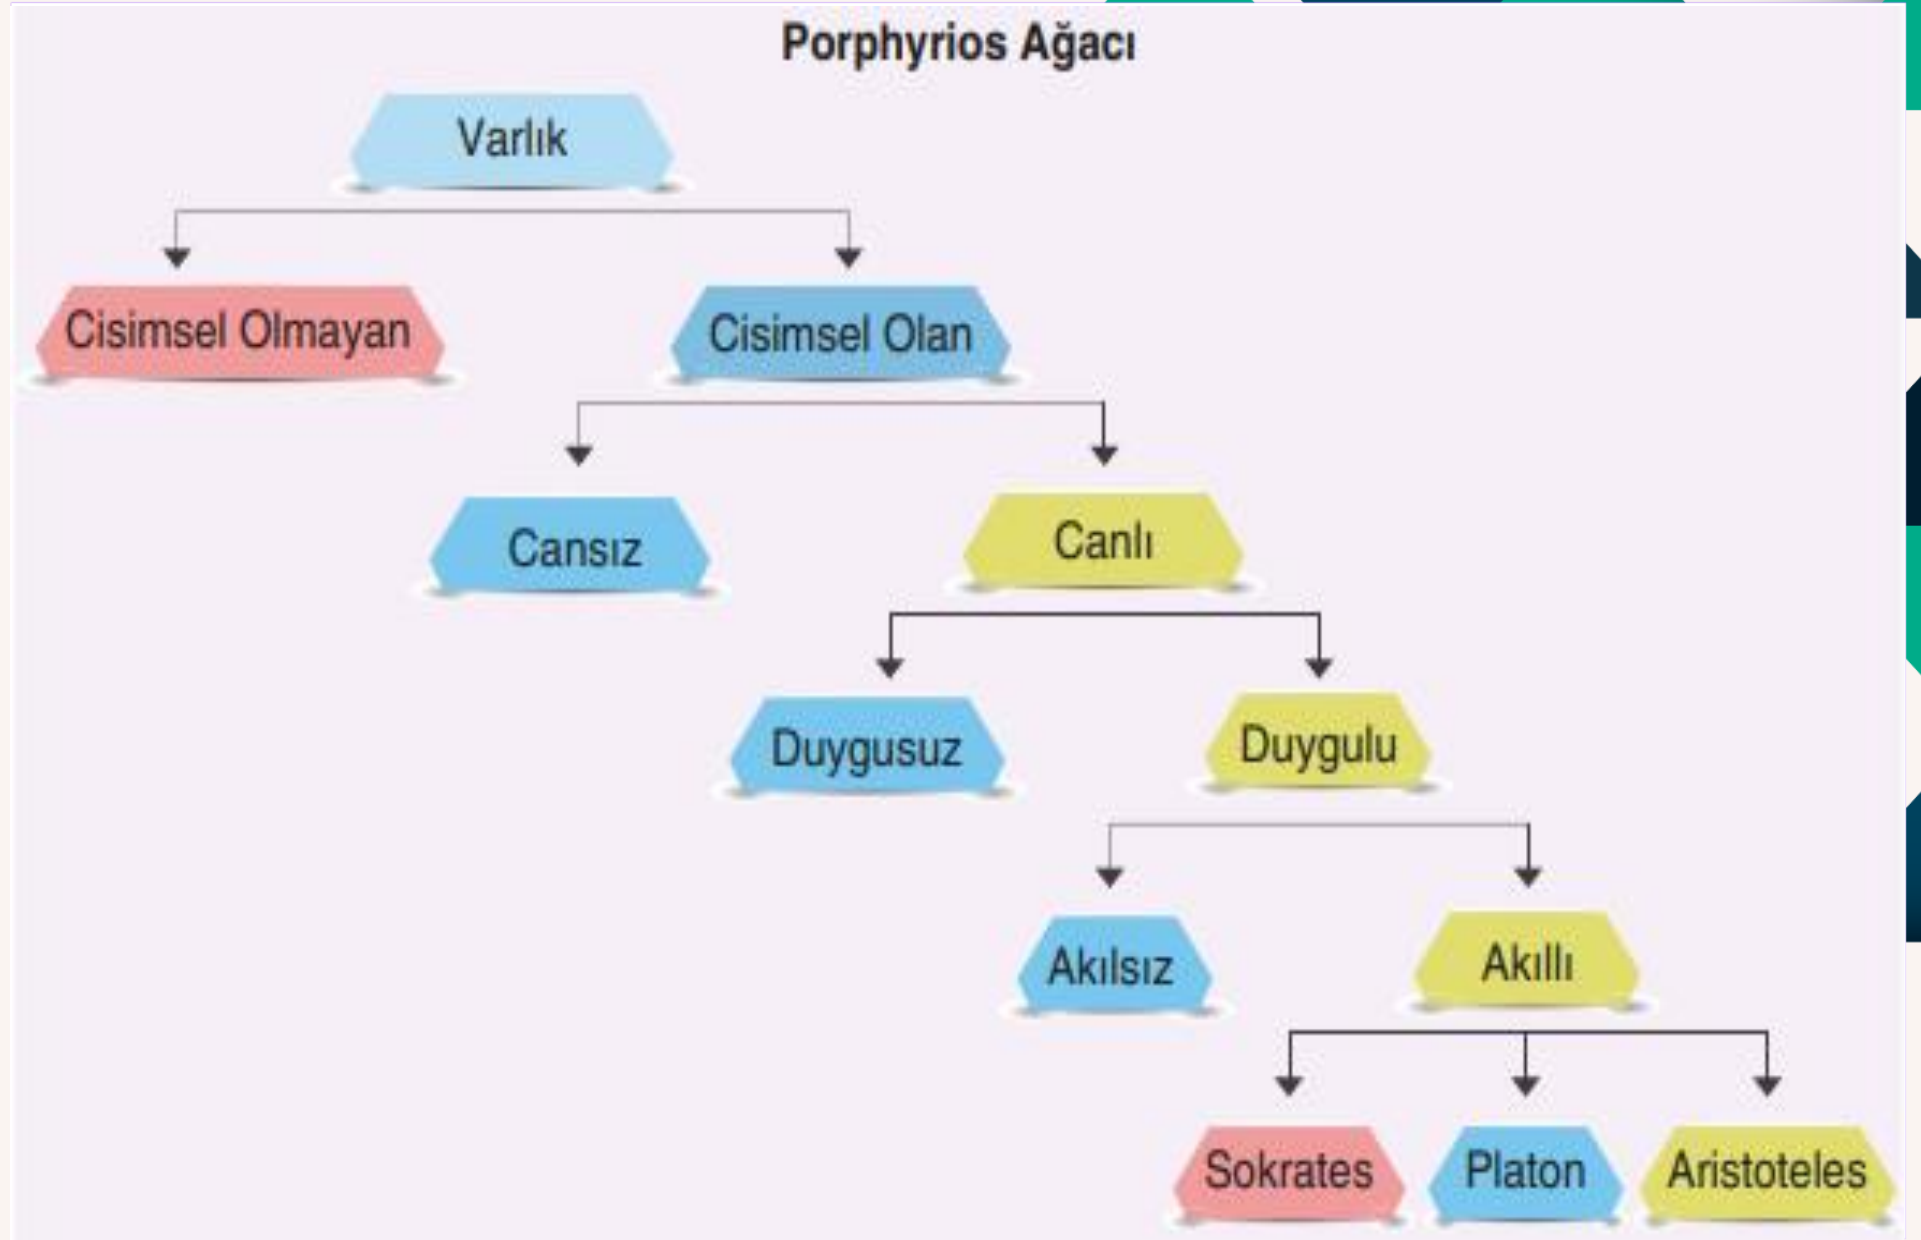 Porphyrios Ağacı
Varlık
Cisimsel Olmayan
Cisimsel Olan
Cansız
Canlı
Duygusuz
Duygulu
Akılsız
Akıllı
Sokrates
Platon
Aristoteles